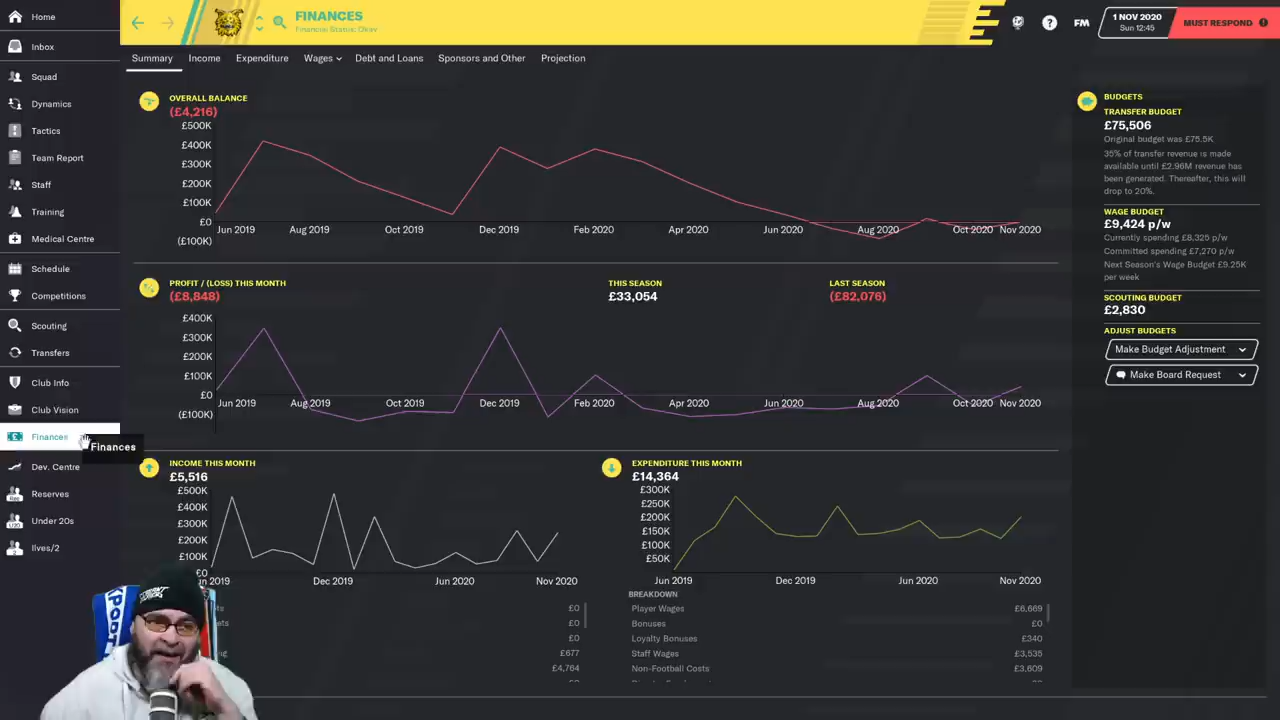 Home
Inbox
Squad
Dynamics
Tactics
Team Report
Staff
Training
Medical Centre
Schedule
Competitions
Scouting
Transfers
Club Info
Club Vision
Finances
Finances
Dev. Centre
Reserves
Under 20s
Ilves/2
FINANCES
Financial Status: Okay
FM
1 NOV 2020
Sun 12:45
MUST RESPOND
Summary
Income
Expenditure
Wages
Debt and Loans
Sponsors and Other
Projection
OVERALL BALANCE
(£4,216)
£500K
£400K
£300K
£200K
£100K
£0
(£100K)
Jun 2019
Aug 2019
Oct 2019
Dec 2019
Feb 2020
Apr 2020
Jun 2020
Aug 2020
Oct 2020
Nov 2020
PROFIT / (LOSS) THIS MONTH
(£8,848)
THIS SEASON
£33,054
LAST SEASON
(£82,076)
£400K
£300K
£200K
£100K
£0
(£100K)
Jun 2019
Aug 2019
Oct 2019
Dec 2019
Feb 2020
Apr 2020
Jun 2020
Aug 2020
Oct 2020
Nov 2020
INCOME THIS MONTH
£5,516
£500K
£400K
£300K
£200K
£100K
£0
2019
Dec 2019
Jun 2020
Nov 2020
£0
£0
£0
£677
£4,764
EXPENDITURE THIS MONTH
£14,364
£300K
£250K
£200K
£150K
£100K
£50K
Jun 2019
Dec 2019
Jun 2020
Nov 2020
BREAKDOWN
Player Wages £6,669
Bonuses £0
Loyalty Bonuses £340
Staff Wages £3,535
Non-Football Costs £3,609
BUDGETS
TRANSFER BUDGET
£75,506
Original budget was £75.5K
35% of transfer revenue is made
available until £2.96M revenue has
been generated. Thereafter, this will
drop to 20%.
WAGE BUDGET
£9,424 p/w
Currently spending £8,325 p/w
Committed spending £7,270 p/w
Next Season's Wage Budget £9.25K
per week
SCOUTING BUDGET
£2,830
ADJUST BUDGETS
Make Budget Adjustment
Make Board Request